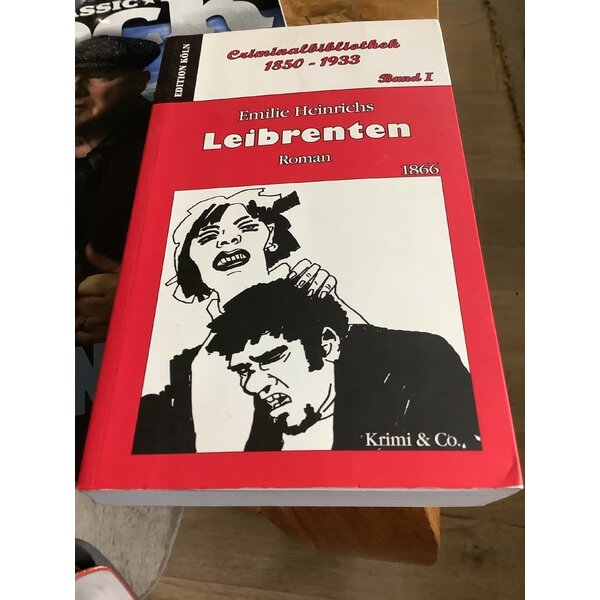 EDITION KÖLN
Criminalbibliothek
1850 - 1933
Band I
Emilie Heinrichs
Leibrenten
Roman
1866
Krimi & Co.